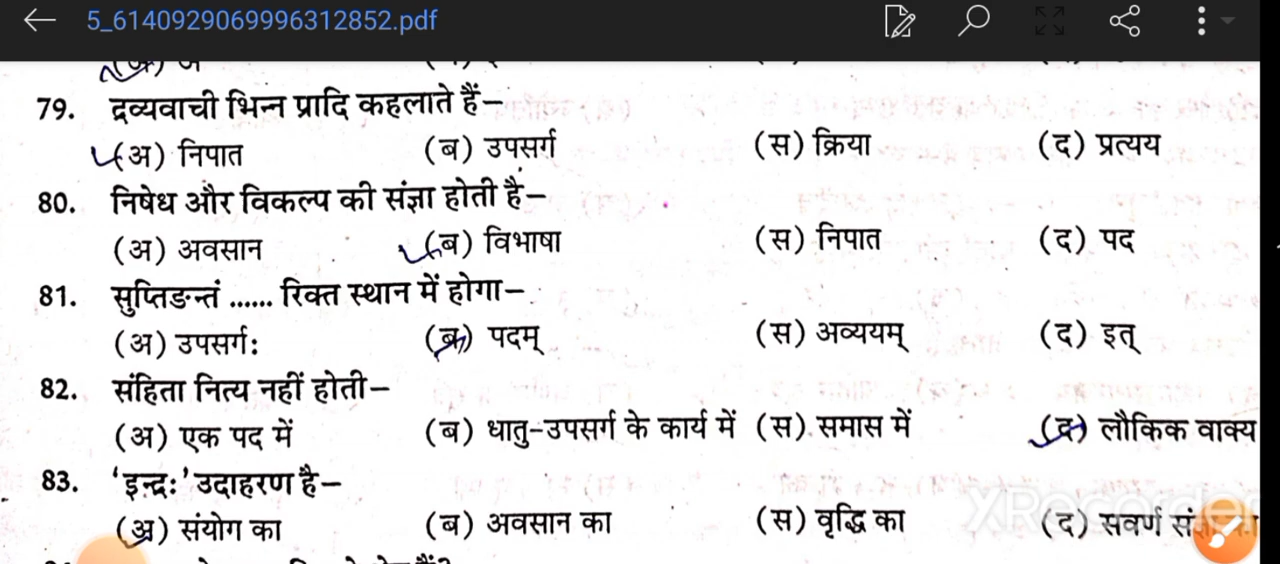 5_6140929069996312852.pdf
79. द्रव्यवाची भिन्न प्रादि कहलाते हैं–
(अ) निपात (ब) उपसर्ग (स) क्रिया (द) प्रत्यय
80. निषेध और विकल्प की संज्ञा होती है–
(अ) अवसान (ब) विभाषा (स) निपात (द) पद
81. सुप्तिङन्तं ...... रिक्त स्थान में होगा–
(अ) उपसर्गः (ब) पदम् (स) अव्ययम् (द) इत्
82. संहिता नित्य नहीं होती–
(अ) एक पद में (ब) धातु-उपसर्ग के कार्य में (स) समास में (द) लौकिक वाक्य
83. 'इन्द्रः' उदाहरण है–
(अ) संयोग का (ब) अवसान का (स) वृद्धि का (द) सवर्ण
XRecorder